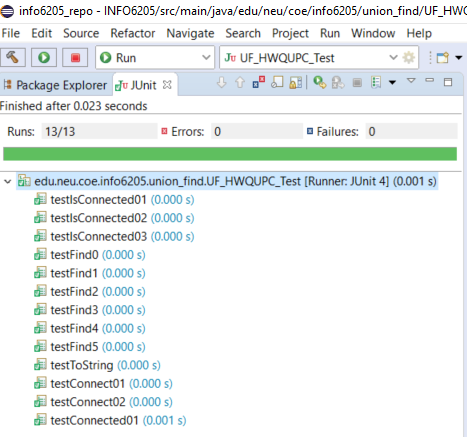 info6205_repo - INFO6205/src/main/java/edu/neu/coe/info6205/union_find/UF_HWQ
File Edit Source Refactor Navigate Search Project Run Window Help
Run JU UF_HWQUPC_Test
Package Explorer JU JUnit
Finished after 0.023 seconds
Runs: 13/13 Errors: 0 Failures: 0
edu.neu.coe.info6205.union_find.UF_HWQUPC_Test [Runner: JUnit 4] (0.001 s)
testIsConnected01 (0.000 s)
testIsConnected02 (0.000 s)
testIsConnected03 (0.000 s)
testFind0 (0.000 s)
testFind1 (0.000 s)
testFind2 (0.000 s)
testFind3 (0.000 s)
testFind4 (0.000 s)
testFind5 (0.000 s)
testToString (0.000 s)
testConnect01 (0.000 s)
testConnect02 (0.000 s)
testConnected01 (0.001 s)